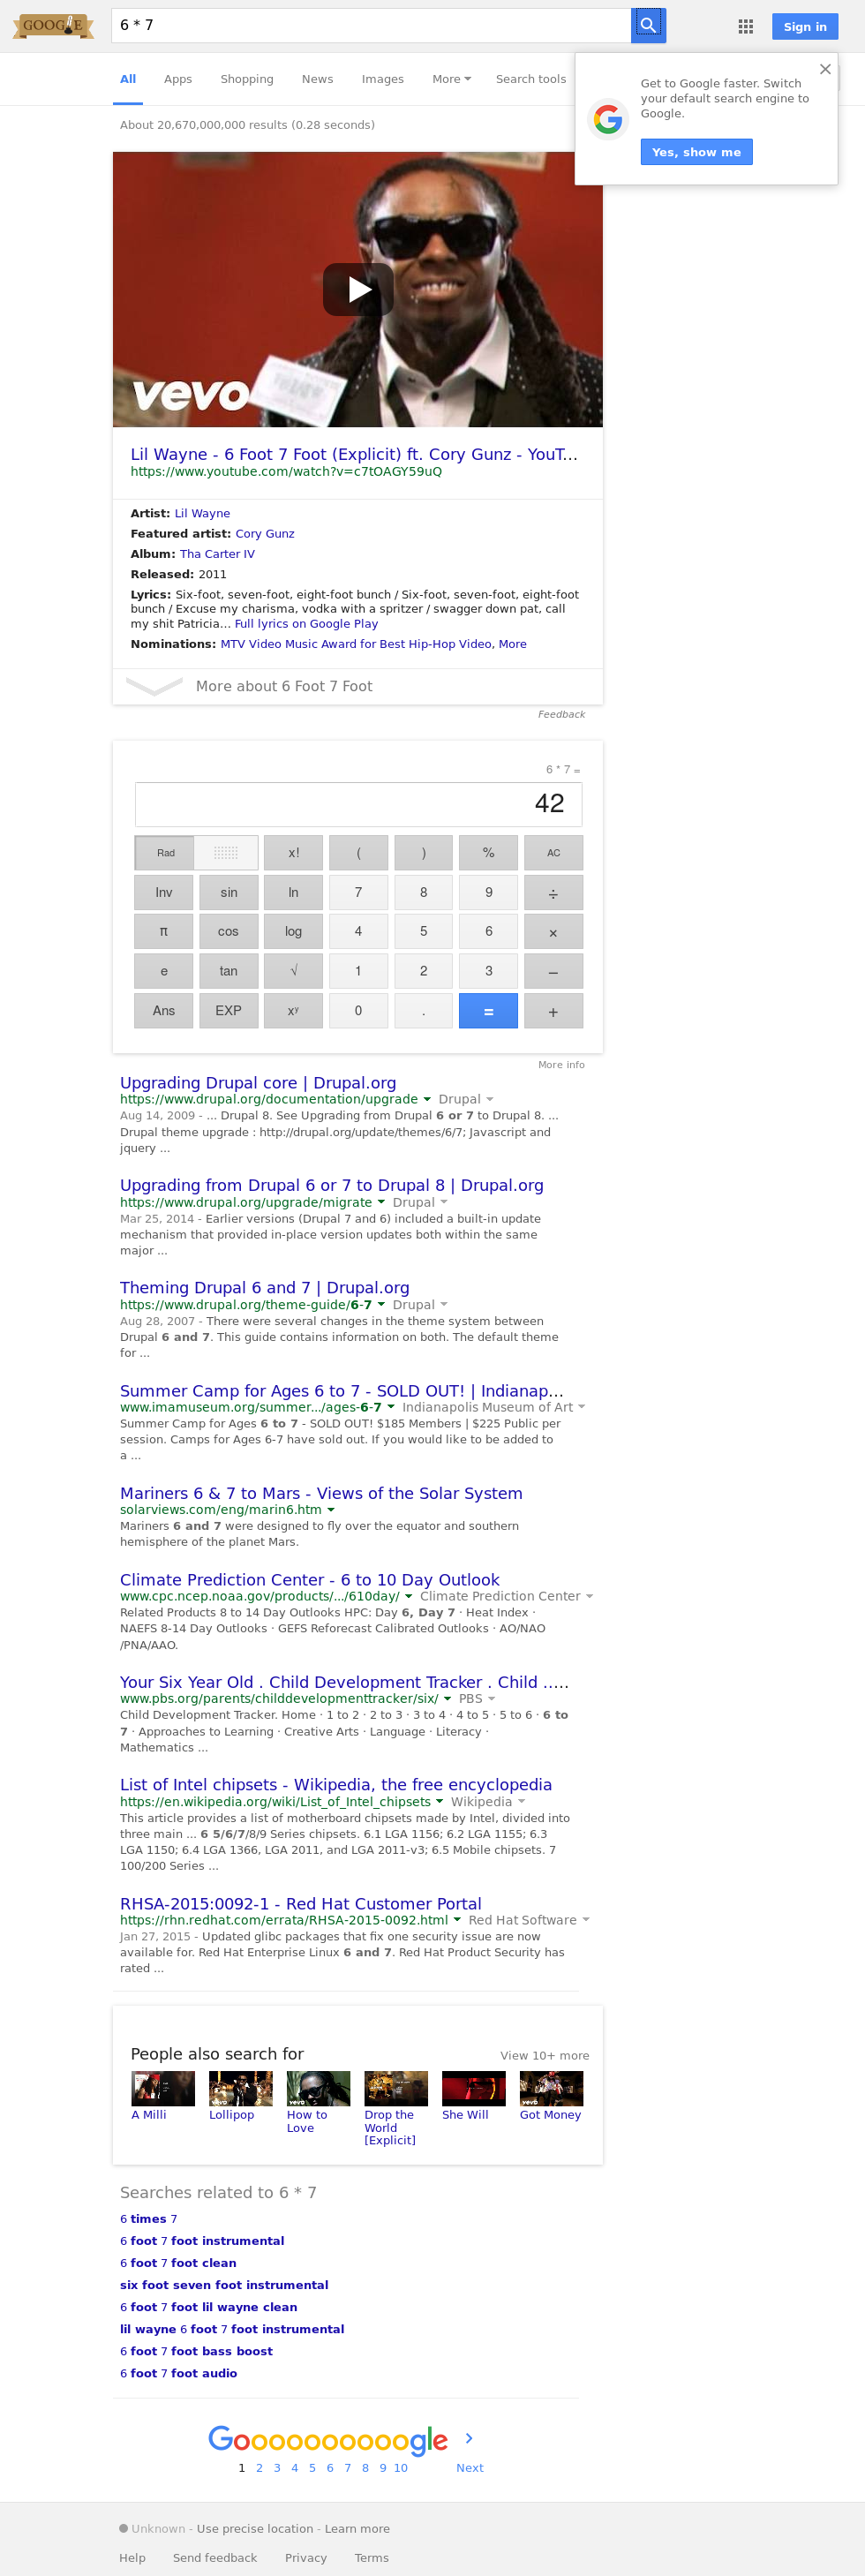 GOOGLE
6 * 7
Sign in
All Apps Shopping News Images More Search tools
Get to Google faster. Switch
your default search engine to
Google.
Yes, show me
About 20,670,000,000 results (0.28 seconds)
vevo
Lil Wayne - 6 Foot 7 Foot (Explicit) ft. Cory Gunz - YouT...
https://www.youtube.com/watch?v=c7tOAGY59uQ
Artist: Lil Wayne
Featured artist: Cory Gunz
Album: Tha Carter IV
Released: 2011
Lyrics: Six-foot, seven-foot, eight-foot bunch / Six-foot, seven-foot, eight-foot
bunch / Excuse my charisma, vodka with a spritzer / swagger down pat, call
my shit Patricia... Full lyrics on Google Play
Nominations: MTV Video Music Award for Best Hip-Hop Video, More
More about 6 Foot 7 Foot
Feedback
6 * 7 =
42
Rad x! ( ) % AC
Inv sin ln 7 8 9 ÷
π cos log 4 5 6 ×
e tan √ 1 2 3 −
Ans EXP xʸ 0 . = +
More info
Upgrading Drupal core | Drupal.org
https://www.drupal.org/documentation/upgrade Drupal
Aug 14, 2009 - ... Drupal 8. See Upgrading from Drupal 6 or 7 to Drupal 8. ...
Drupal theme upgrade : http://drupal.org/update/themes/6/7; Javascript and
jquery ...
Upgrading from Drupal 6 or 7 to Drupal 8 | Drupal.org
https://www.drupal.org/upgrade/migrate Drupal
Mar 25, 2014 - Earlier versions (Drupal 7 and 6) included a built-in update
mechanism that provided in-place version updates both within the same
major ...
Theming Drupal 6 and 7 | Drupal.org
https://www.drupal.org/theme-guide/6-7 Drupal
Aug 28, 2007 - There were several changes in the theme system between
Drupal 6 and 7. This guide contains information on both. The default theme
for ...
Summer Camp for Ages 6 to 7 - SOLD OUT! | Indianap...
www.imamuseum.org/summer.../ages-6-7 Indianapolis Museum of Art
Summer Camp for Ages 6 to 7 - SOLD OUT! $185 Members | $225 Public per
session. Camps for Ages 6-7 have sold out. If you would like to be added to
a ...
Mariners 6 & 7 to Mars - Views of the Solar System
solarviews.com/eng/marin6.htm
Mariners 6 and 7 were designed to fly over the equator and southern
hemisphere of the planet Mars.
Climate Prediction Center - 6 to 10 Day Outlook
www.cpc.ncep.noaa.gov/products/.../610day/ Climate Prediction Center
Related Products 8 to 14 Day Outlooks HPC: Day 6, Day 7 · Heat Index ·
NAEFS 8-14 Day Outlooks · GEFS Reforecast Calibrated Outlooks · AO/NAO
/PNA/AAO.
Your Six Year Old . Child Development Tracker . Child .....
www.pbs.org/parents/childdevelopmenttracker/six/ PBS
Child Development Tracker. Home · 1 to 2 · 2 to 3 · 3 to 4 · 4 to 5 · 5 to 6 · 6 to
7 · Approaches to Learning · Creative Arts · Language · Literacy ·
Mathematics ...
List of Intel chipsets - Wikipedia, the free encyclopedia
https://en.wikipedia.org/wiki/List_of_Intel_chipsets Wikipedia
This article provides a list of motherboard chipsets made by Intel, divided into
three main ... 6 5/6/7/8/9 Series chipsets. 6.1 LGA 1156; 6.2 LGA 1155; 6.3
LGA 1150; 6.4 LGA 1366, LGA 2011, and LGA 2011-v3; 6.5 Mobile chipsets. 7
100/200 Series ...
RHSA-2015:0092-1 - Red Hat Customer Portal
https://rhn.redhat.com/errata/RHSA-2015-0092.html Red Hat Software
Jan 27, 2015 - Updated glibc packages that fix one security issue are now
available for. Red Hat Enterprise Linux 6 and 7. Red Hat Product Security has
rated ...
People also search for View 10+ more
A Milli Lollipop How to Love Drop the World [Explicit] She Will Got Money
Searches related to 6 * 7
6 times 7
6 foot 7 foot instrumental
6 foot 7 foot clean
six foot seven foot instrumental
6 foot 7 foot lil wayne clean
lil wayne 6 foot 7 foot instrumental
6 foot 7 foot bass boost
6 foot 7 foot audio
Goooooooooogle
1 2 3 4 5 6 7 8 9 10 Next
Unknown - Use precise location - Learn more
Help Send feedback Privacy Terms